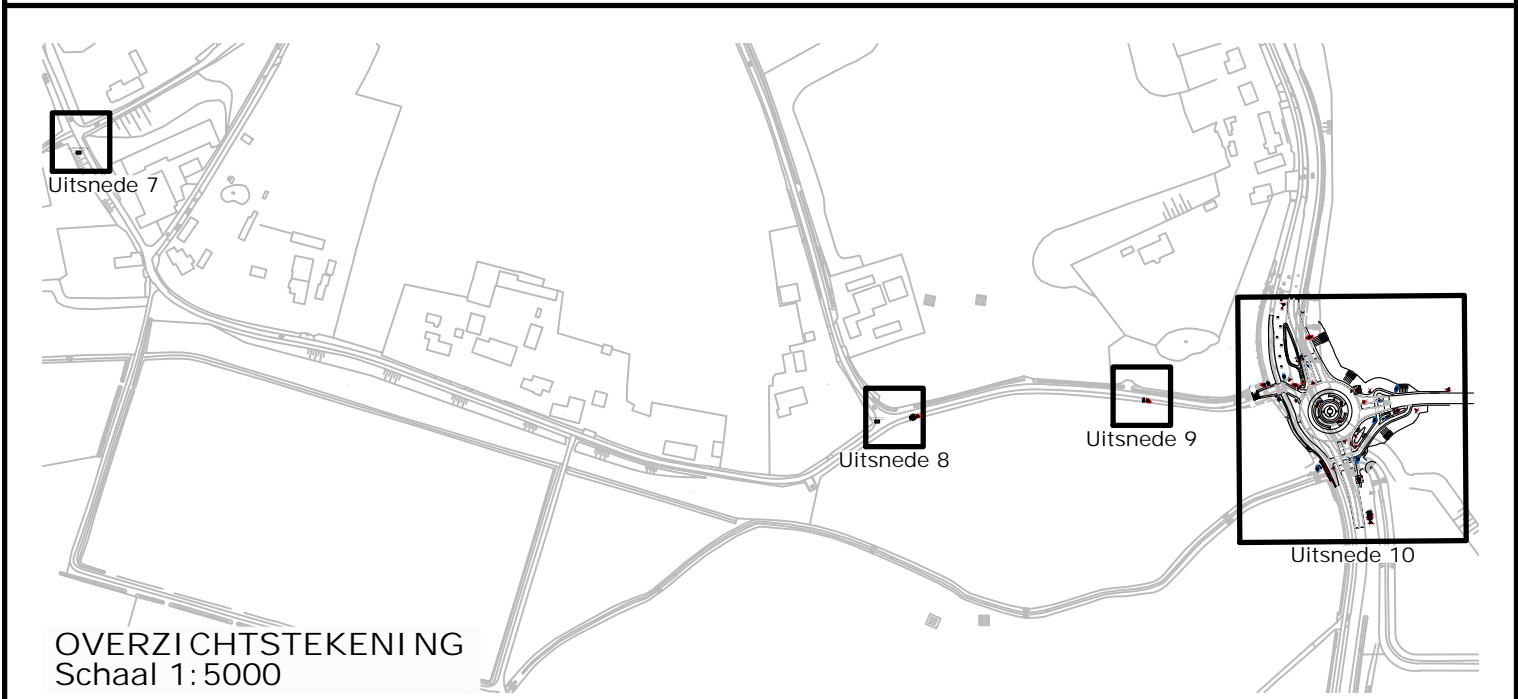 Uitsnede 7
Uitsnede 8
Uitsnede 9
Uitsnede 10
OVERZICHTSTEKENING
Schaal 1:5000